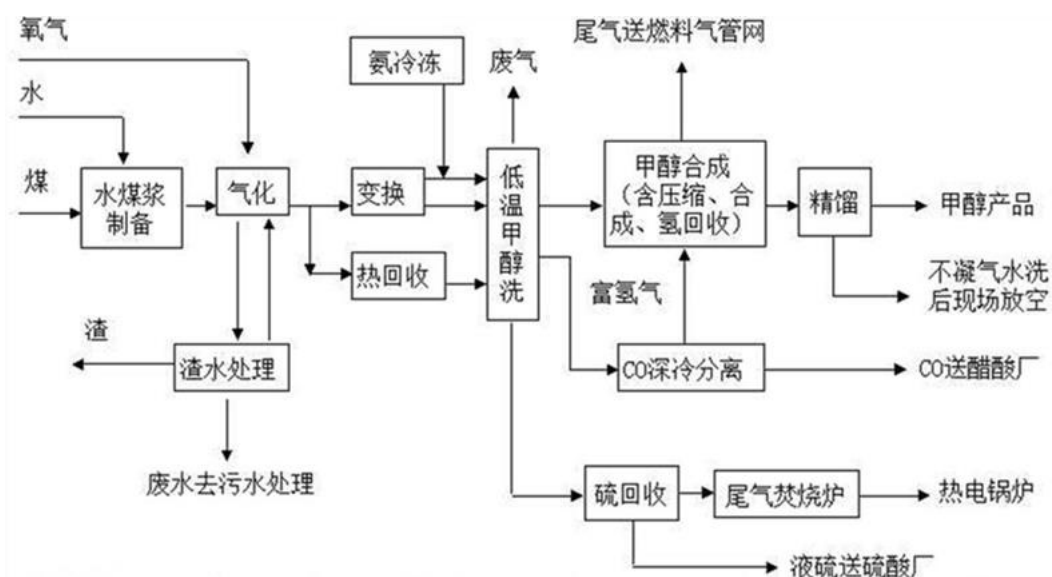 氧气
水
煤
水煤浆
制备
气化
氨冷冻
变换
热回收
渣
渣水处理
废水去污水处理
废气
低
温
甲
醇
洗
尾气送燃料气管网
甲醇合成
（含压缩、合
成、氢回收）
精馏
甲醇产品
不凝气水洗
后现场放空
富氢气
CO深冷分离
CO送醋酸厂
硫回收
尾气焚烧炉
热电锅炉
液硫送硫酸厂